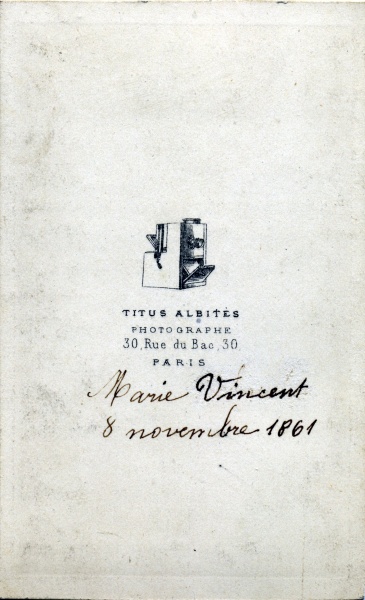 TITUS ALBITÈS
PHOTOGRAPHE
30, Rue du Bac, 30.
PARIS
Marie Vincent
8 novembre 1861